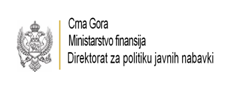 Crna Gora
Ministarstvo finansija
Direktorat za politiku javnih nabavki